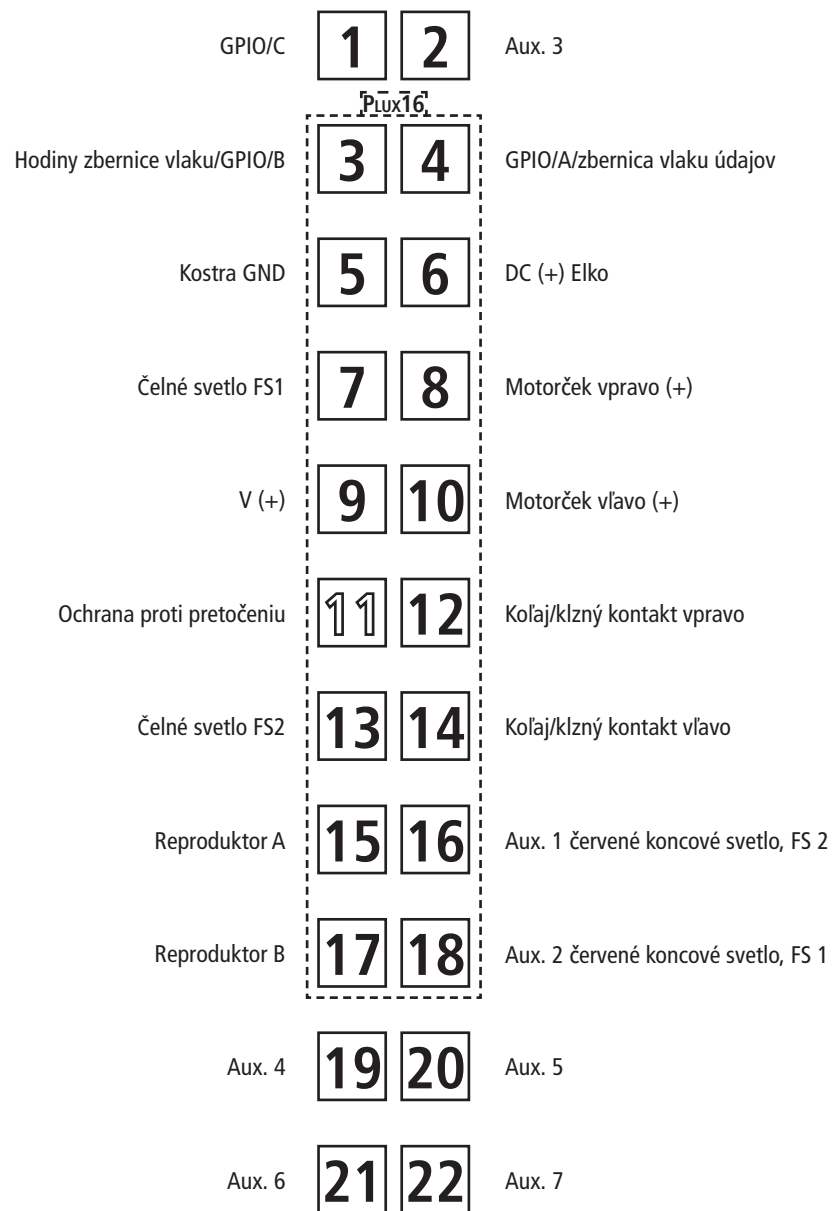 GPIO/C 1 2 Aux. 3
PLUX16
Hodiny zbernice vlaku/GPIO/B 3 4 GPIO/A/zbernica vlaku údajov
Kostra GND 5 6 DC (+) Elko
Čelné svetlo FS1 7 8 Motorček vpravo (+)
V (+) 9 10 Motorček vľavo (+)
Ochrana proti pretočeniu 11 12 Koľaj/klzný kontakt vpravo
Čelné svetlo FS2 13 14 Koľaj/klzný kontakt vľavo
Reproduktor A 15 16 Aux. 1 červené koncové svetlo, FS 2
Reproduktor B 17 18 Aux. 2 červené koncové svetlo, FS 1
Aux. 4 19 20 Aux. 5
Aux. 6 21 22 Aux. 7